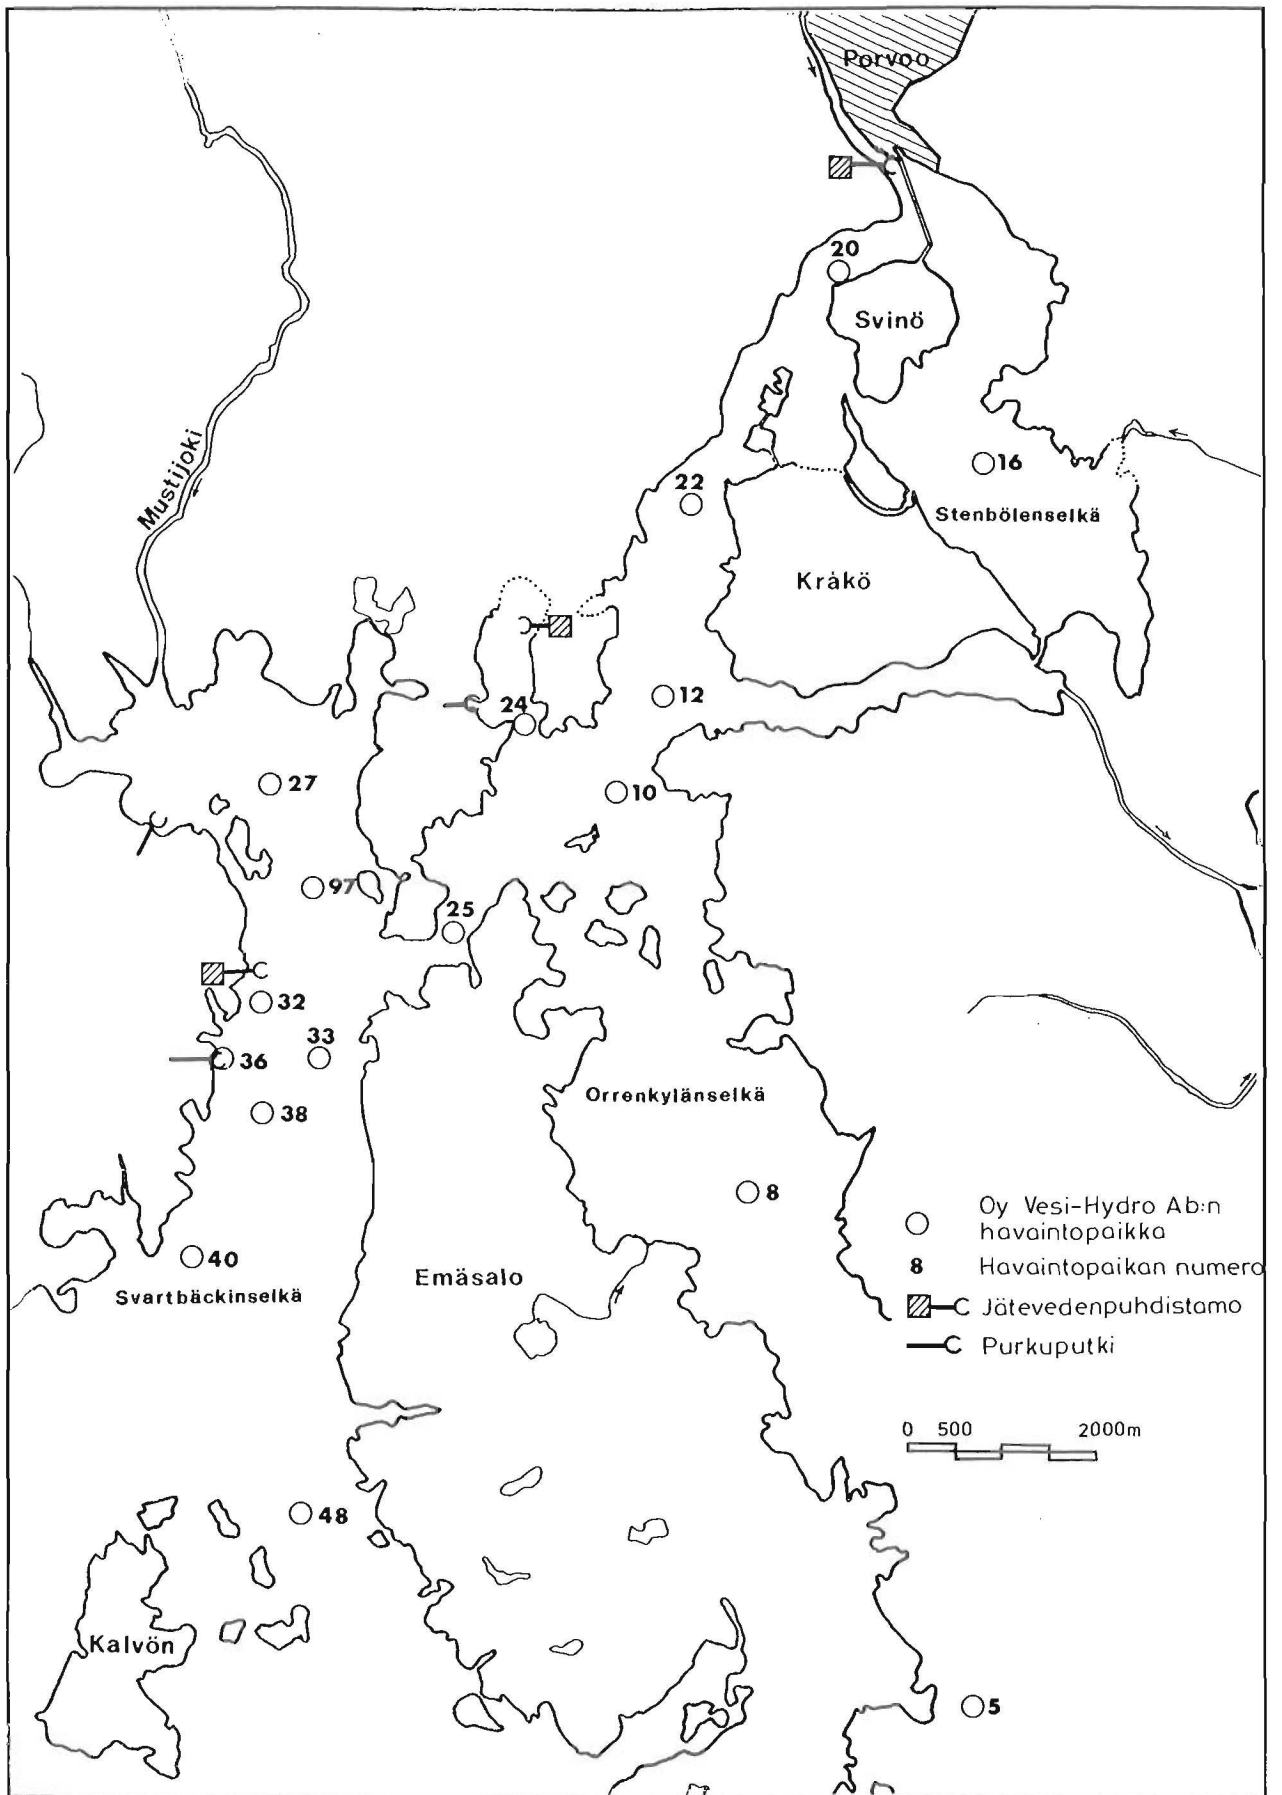 Porvoo
20
Svinö
16
Mustijoki
22
Stenbölenselkä
Kråkö
12
24
27
10
97
25
32
33
36
Orrenkylänselkä
38
8
Oy Vesi-Hydro Ab:n
havaintopaikka
40
8 Havaintopaikan numero
Emäsalo
Svartbäckinselkä
Jätevedenpuhdistamo
Purkuputki
0 500 2000m
48
Kalvön
5